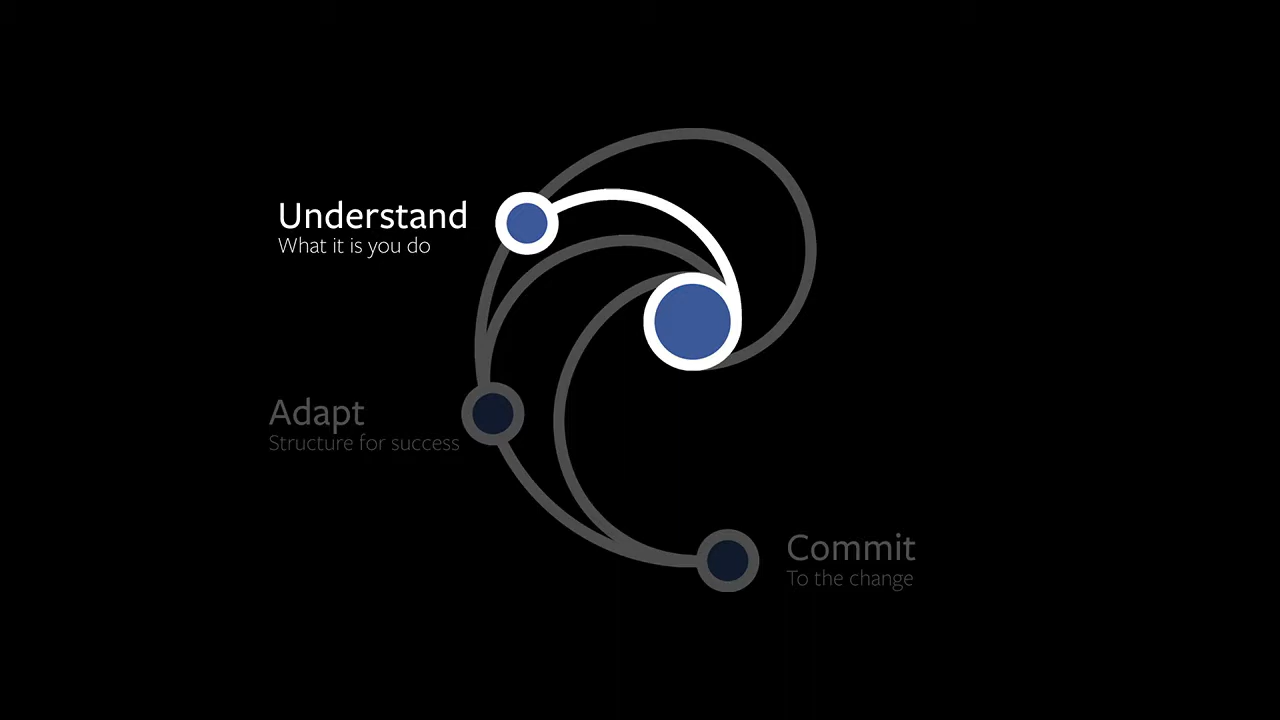 Understand
What it is you do
Adapt
Structure for success
Commit
To the change